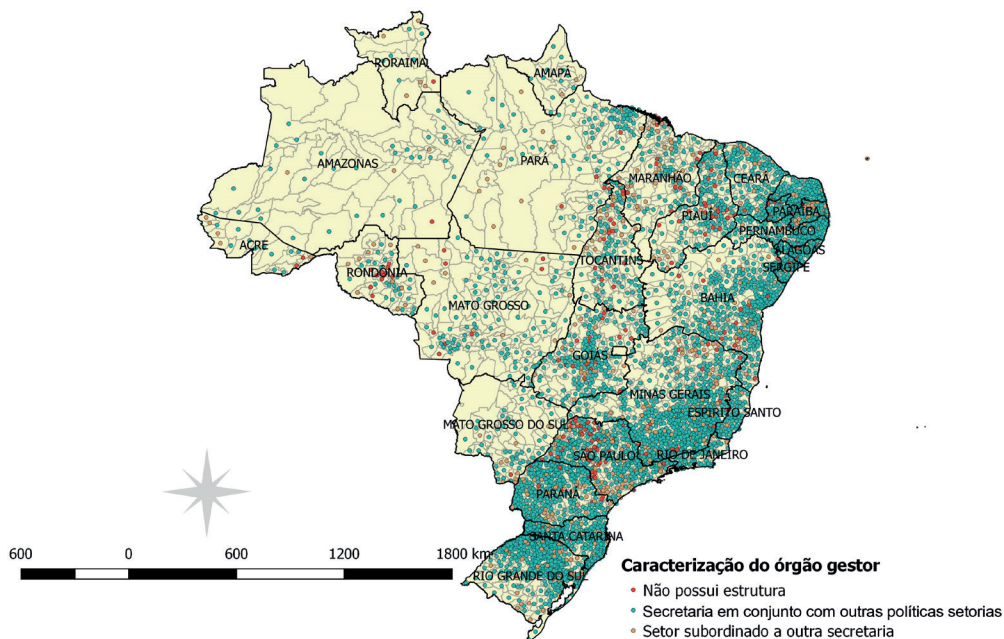 RORAIMA
AMAPÁ
AMAZONAS
PARÁ
MARANHÃO
CEARÁ
PARAÍBA
PIAUÍ
PERNAMBUCO
ALAGOAS
ACRE
TOCANTINS
SERGIPE
RONDÔNIA
BAHIA
MATO GROSSO
GOIÁS
MINAS GERAIS
ESPÍRITO SANTO
MATO GROSSO DO SUL
SÃO PAULO
RIO DE JANEIRO
PARANÁ
SANTA CATARINA
RIO GRANDE DO SUL
600 0 600 1200 1800 km
Caracterização do órgão gestor
Não possui estrutura
Secretaria em conjunto com outras políticas setorias
Setor subordinado a outra secretaria